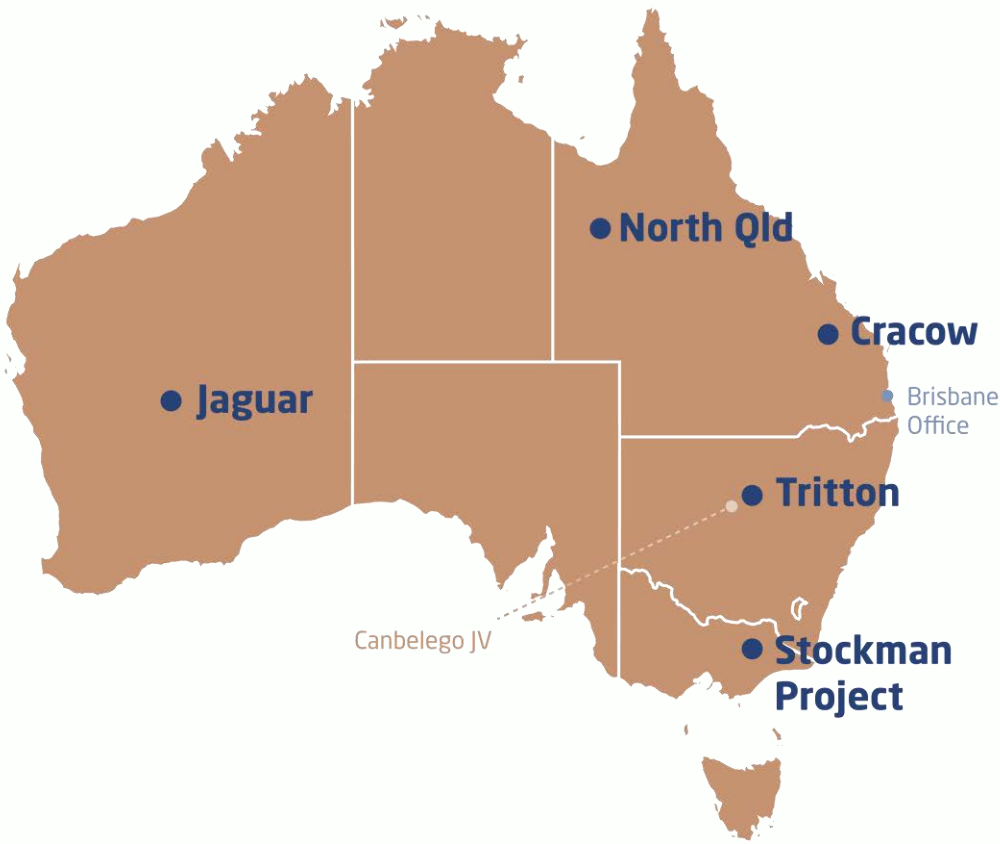 North Qld
Cracow
Jaguar
Brisbane
Office
Tritton
Canbelego JV
Stockman
Project